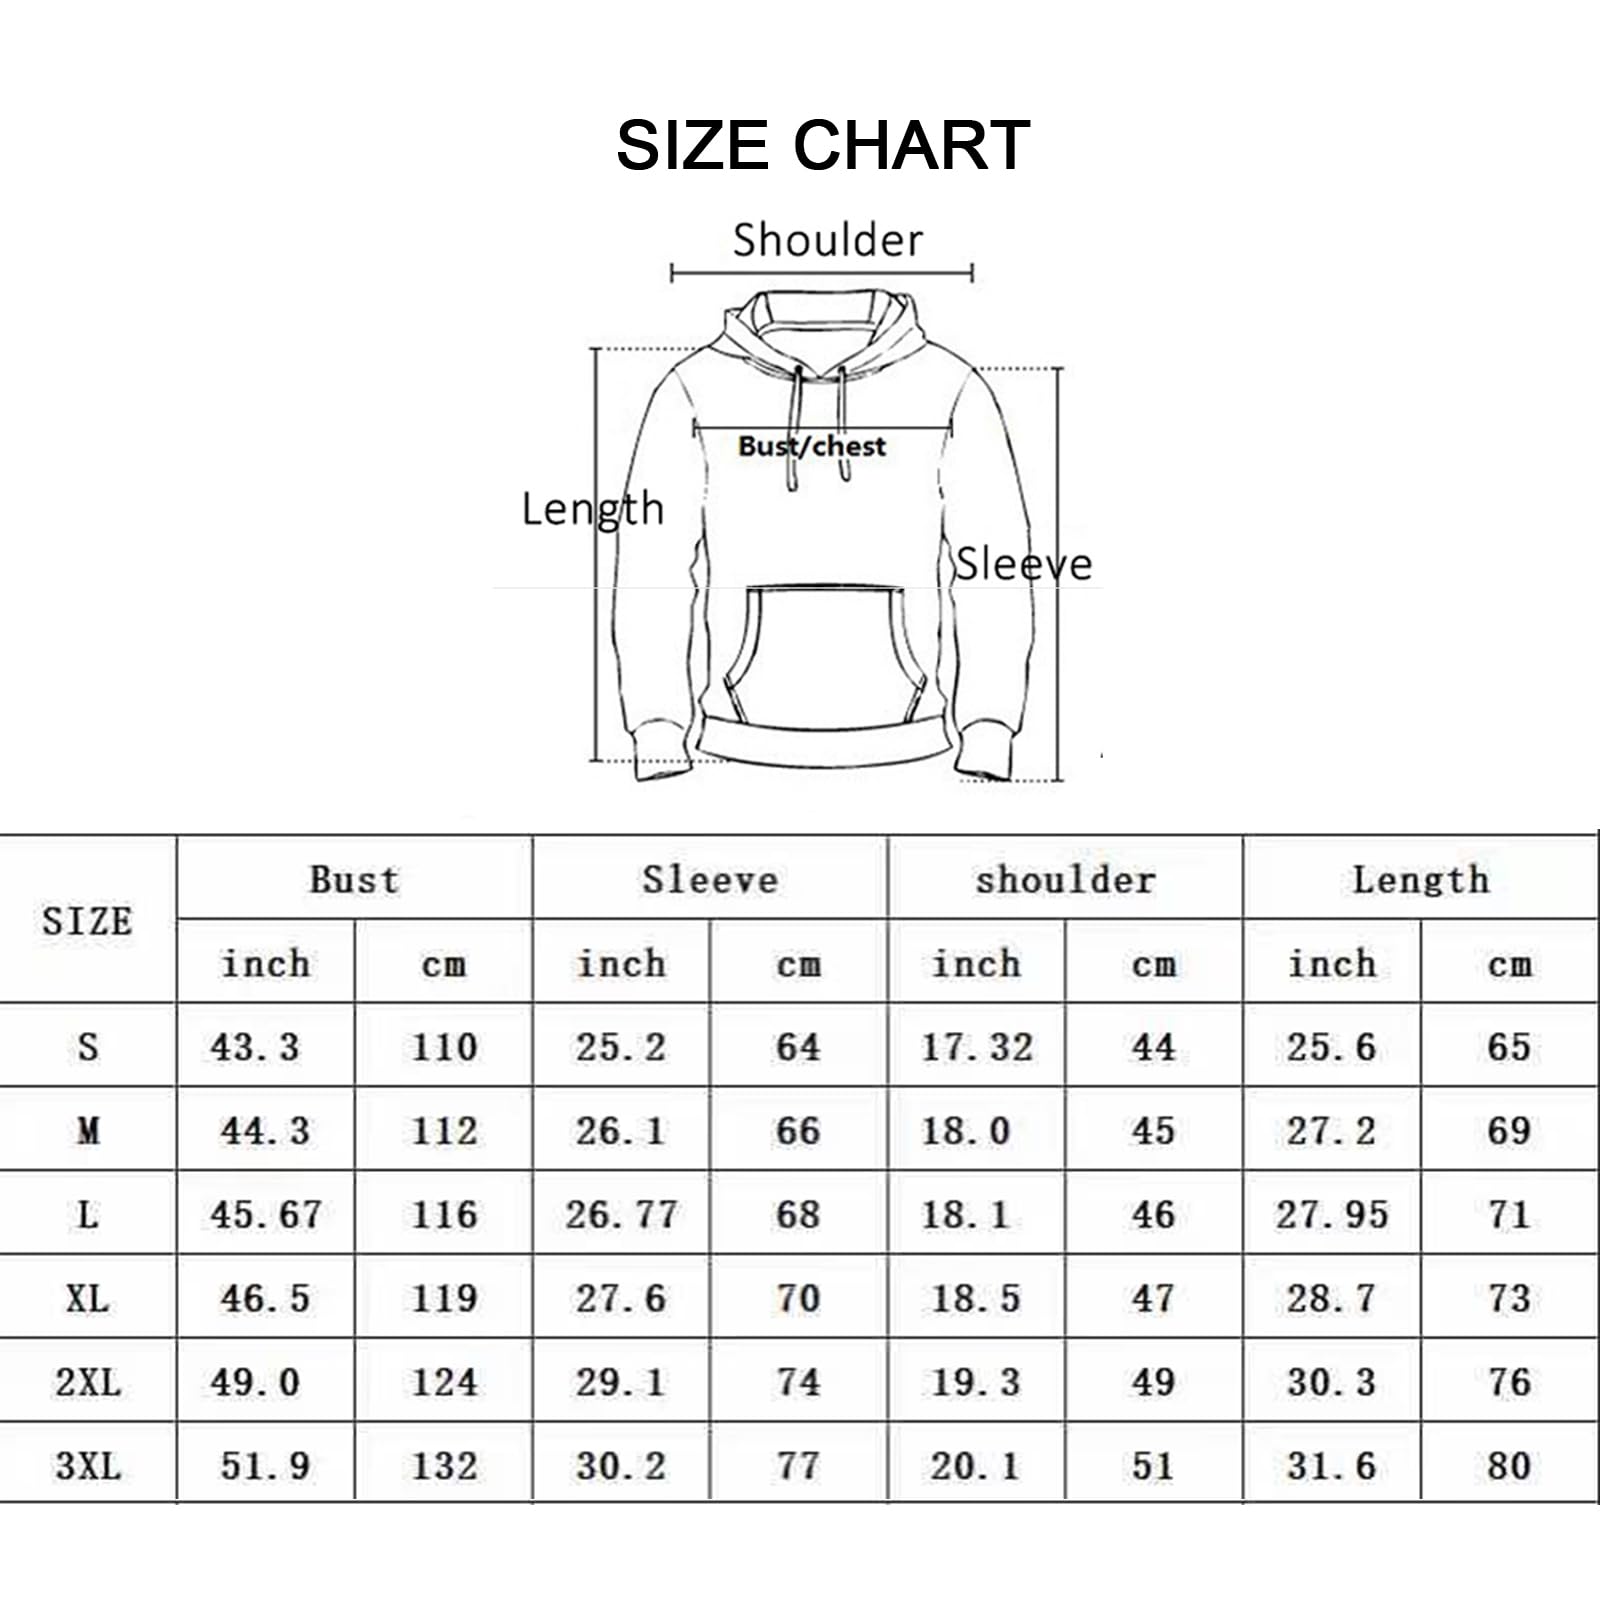 SIZE CHART
Shoulder
Bust/chest
Length
Sleeve
SIZE Bust Sleeve shoulder Length
inch cm inch cm inch cm inch cm
S 43.3 110 25.2 64 17.32 44 25.6 65
M 44.3 112 26.1 66 18.0 45 27.2 69
L 45.67 116 26.77 68 18.1 46 27.95 71
XL 46.5 119 27.6 70 18.5 47 28.7 73
2XL 49.0 124 29.1 74 19.3 49 30.3 76
3XL 51.9 132 30.2 77 20.1 51 31.6 80